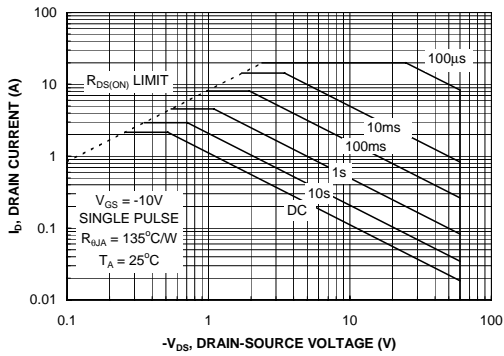 100
10
1
0.1
0.01
I_D, DRAIN CURRENT (A)
R_DS(ON) LIMIT
100μs
10ms
100ms
1s
10s
DC
V_GS = -10V
SINGLE PULSE
R_θJA = 135°C/W
T_A = 25°C
0.1
1
10
100
-V_DS, DRAIN-SOURCE VOLTAGE (V)